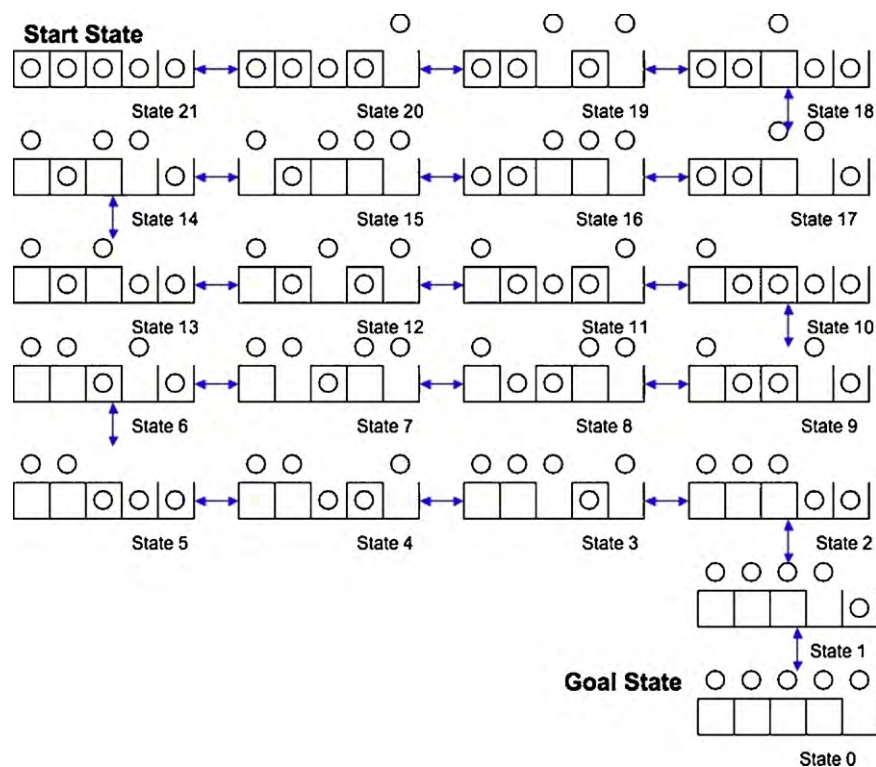 Start State
State 21
State 20
State 19
State 18
State 14
State 15
State 16
State 17
State 13
State 12
State 11
State 10
State 6
State 7
State 8
State 9
State 5
State 4
State 3
State 2
State 1
Goal State
State 0